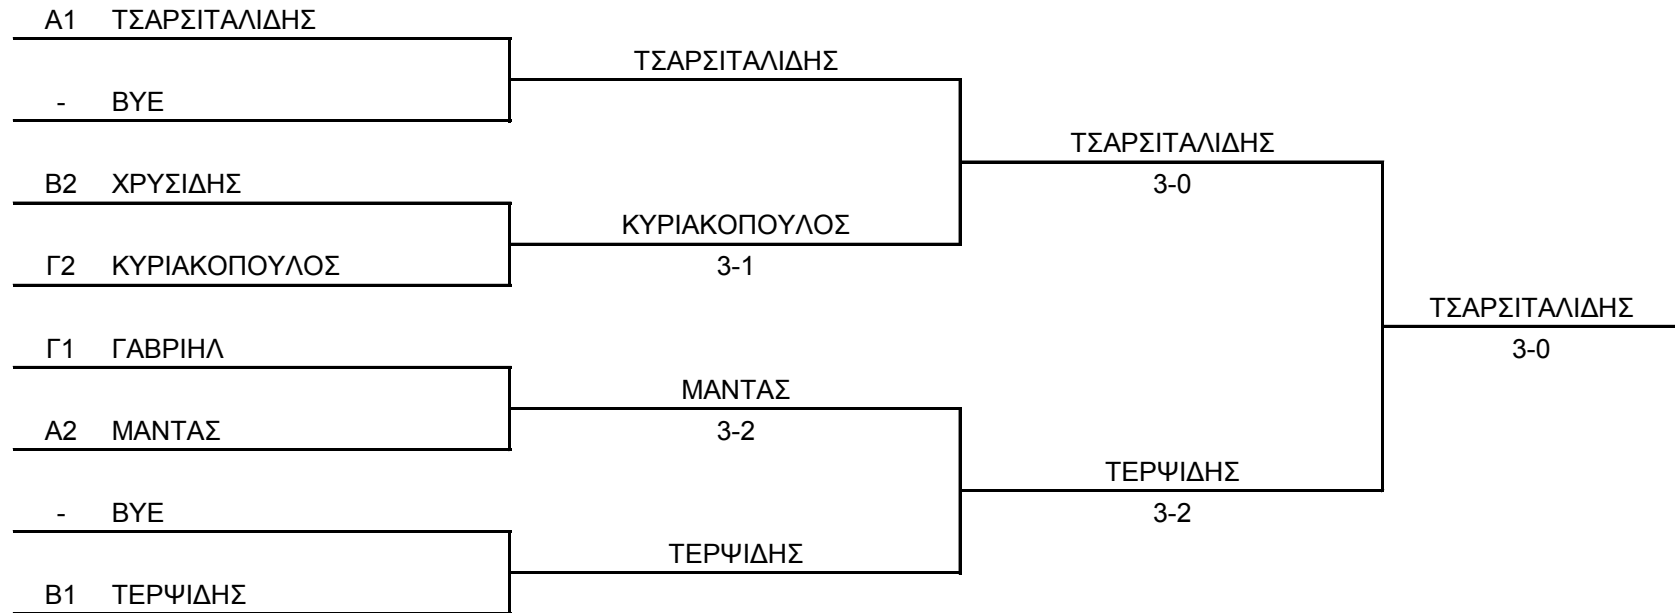 Α1 ΤΣΑΡΣΙΤΑΛΙΔΗΣ
ΤΣΑΡΣΙΤΑΛΙΔΗΣ
- BYE
ΤΣΑΡΣΙΤΑΛΙΔΗΣ
Β2 ΧΡΥΣΙΔΗΣ
3-0
ΚΥΡΙΑΚΟΠΟΥΛΟΣ
Γ2 ΚΥΡΙΑΚΟΠΟΥΛΟΣ
3-1
ΤΣΑΡΣΙΤΑΛΙΔΗΣ
Γ1 ΓΑΒΡΙΗΛ
3-0
ΜΑΝΤΑΣ
Α2 ΜΑΝΤΑΣ
3-2
ΤΕΡΨΙΔΗΣ
- BYE
3-2
ΤΕΡΨΙΔΗΣ
Β1 ΤΕΡΨΙΔΗΣ